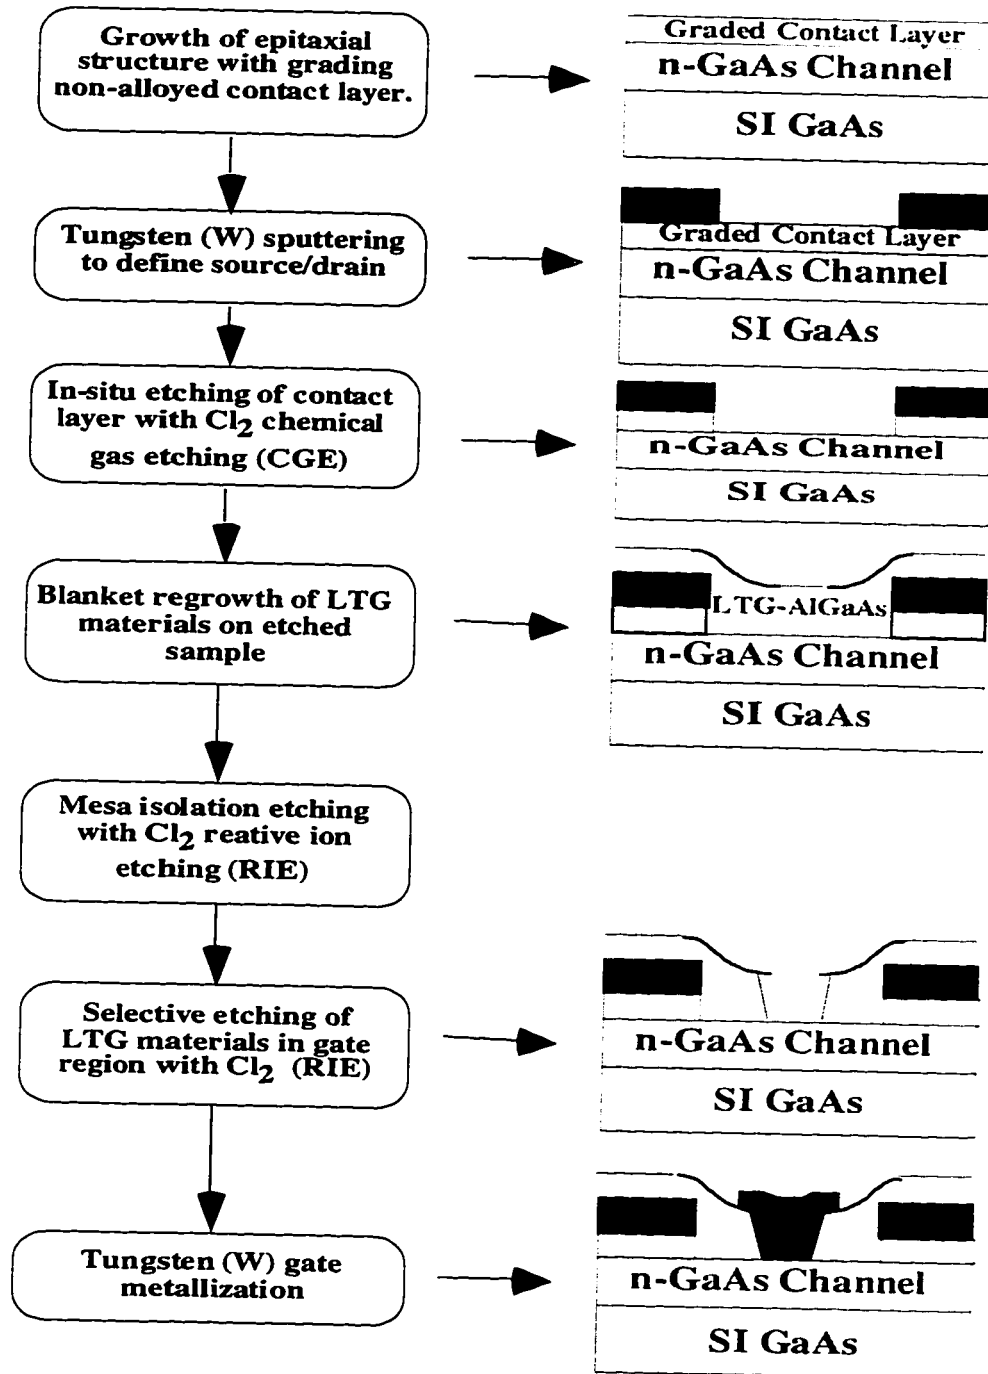 Growth of epitaxial
structure with grading
non-alloyed contact layer.
Graded Contact Layer
n-GaAs Channel
SI GaAs
Tungsten (W) sputtering
to define source/drain
Graded Contact Layer
n-GaAs Channel
SI GaAs
In-situ etching of contact
layer with Cl₂ chemical
gas etching (CGE)
n-GaAs Channel
SI GaAs
Blanket regrowth of LTG
materials on etched
sample
LTG-AlGaAs
n-GaAs Channel
SI GaAs
Mesa isolation etching
with Cl₂ reative ion
etching (RIE)
Selective etching of
LTG materials in gate
region with Cl₂ (RIE)
n-GaAs Channel
SI GaAs
Tungsten (W) gate
metallization
n-GaAs Channel
SI GaAs